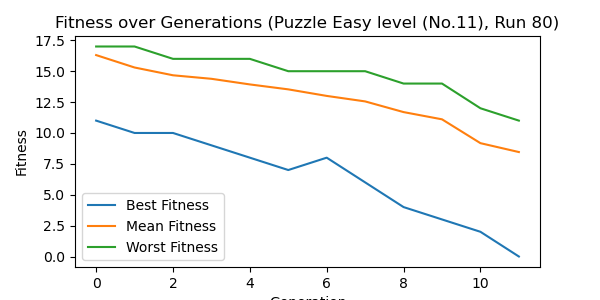 Fitness over Generations (Puzzle Easy level (No.11), Run 80)
17.5
15.0
12.5
10.0
7.5
5.0
2.5
0.0
Fitness
Best Fitness
Mean Fitness
Worst Fitness
0 2 4 6 8 10
Generation